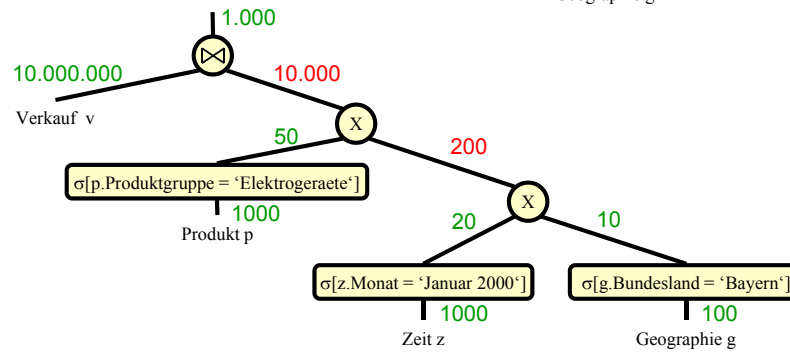 1.000
⋈
10.000.000
10.000
Verkauf v
X
50
200
σ[p.Produktgruppe = ‘Elektrogeraete‘]
1000
X
Produkt p
20
10
σ[z.Monat = ‘Januar 2000‘]
σ[g.Bundesland = ‘Bayern‘]
1000
100
Zeit z
Geographie g